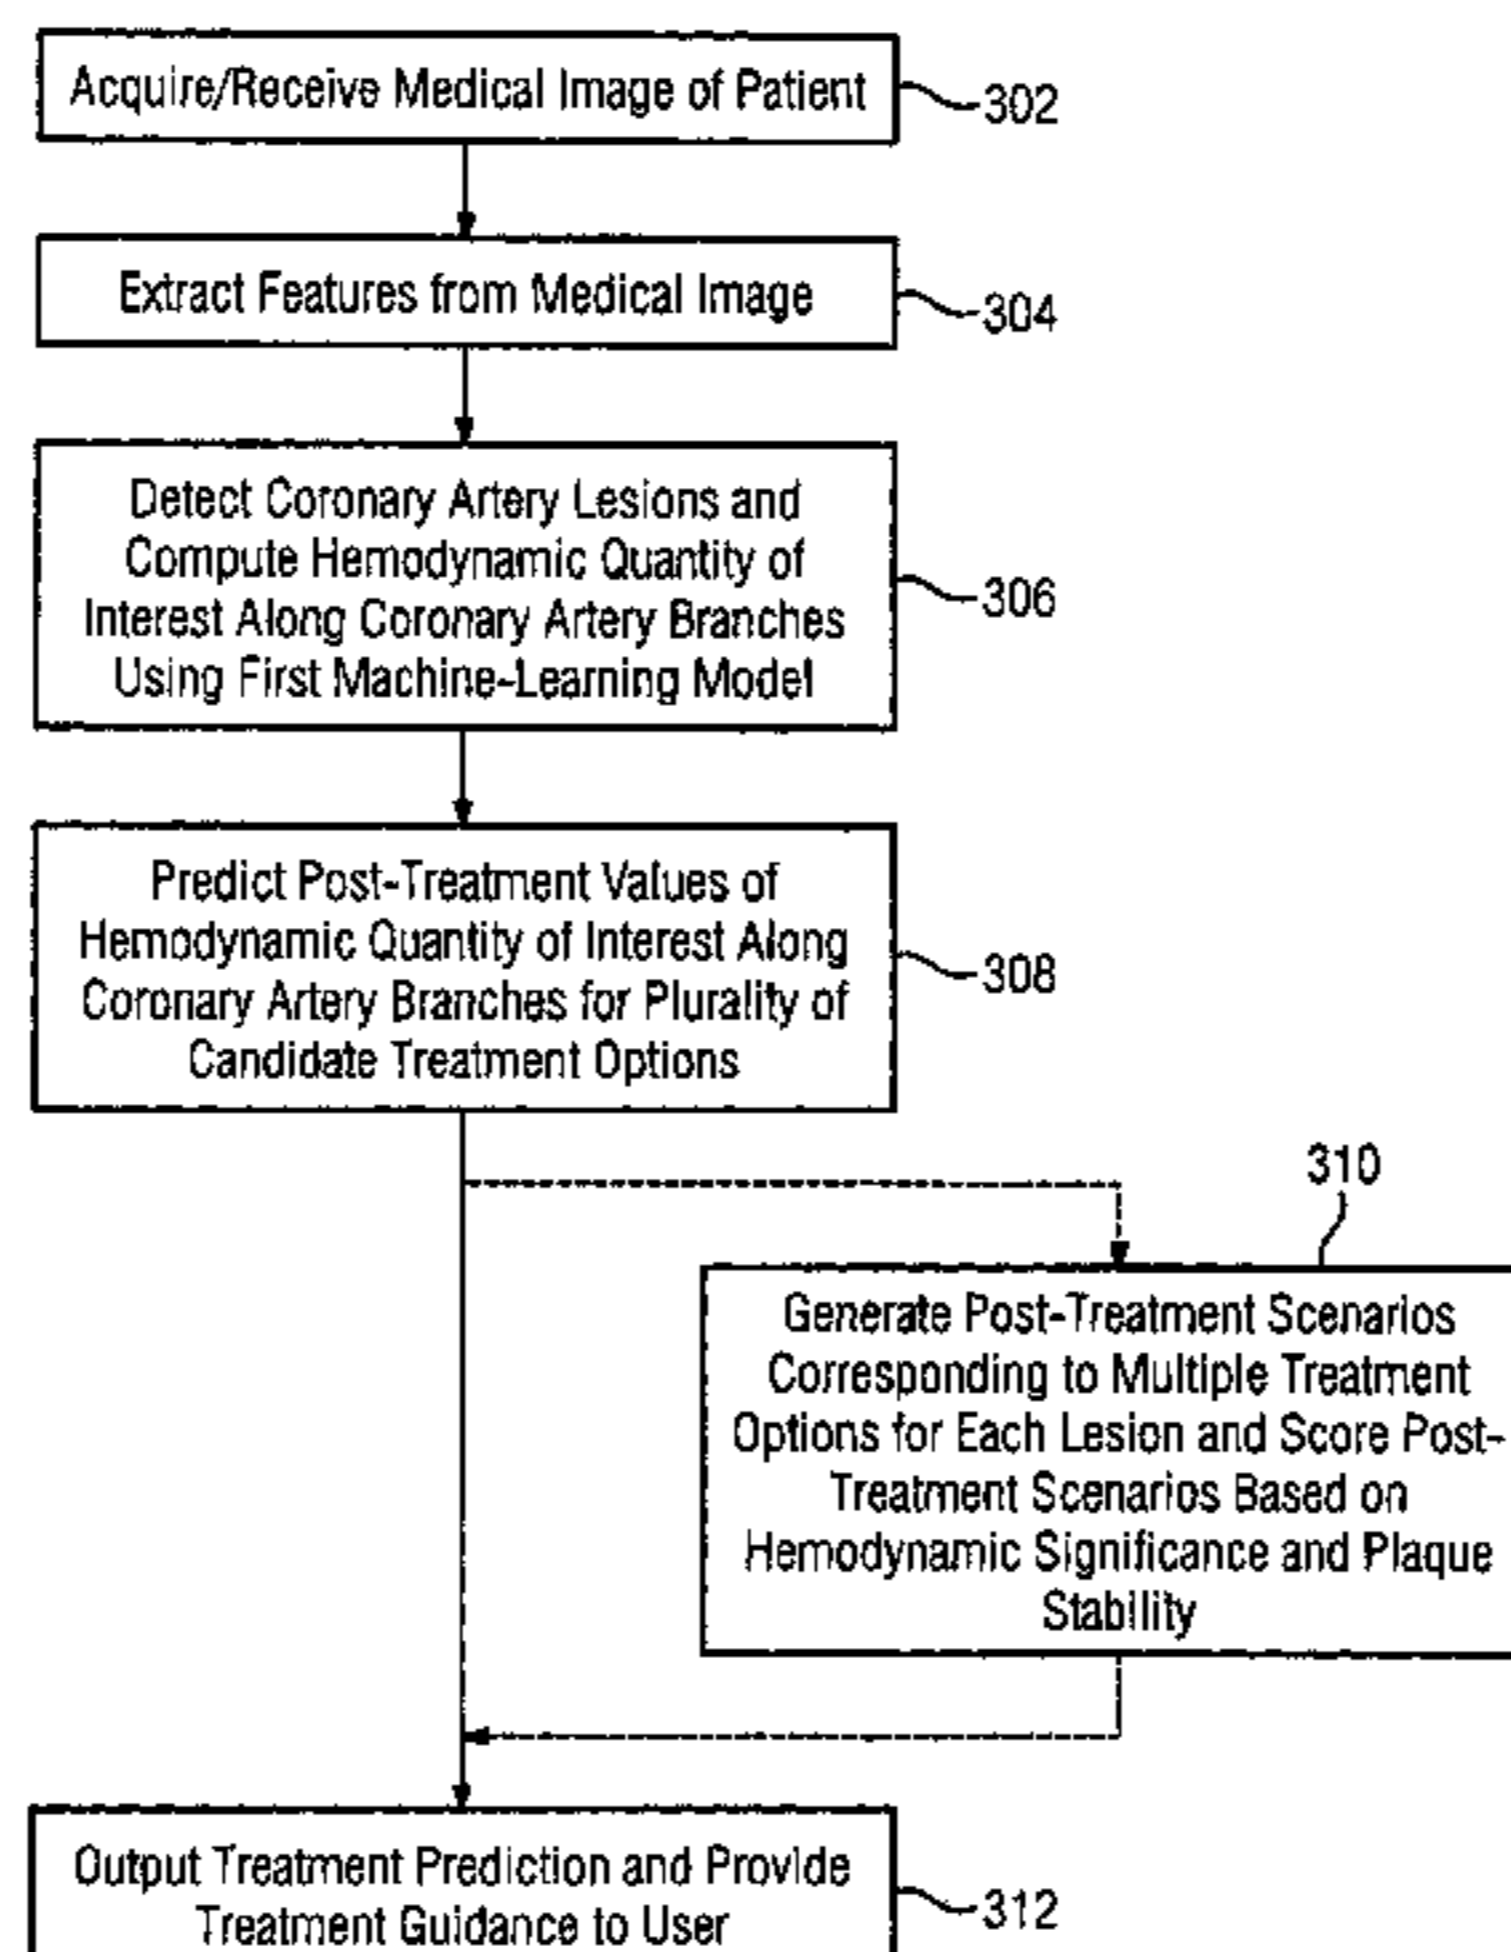 Acquire/Receive Medical Image of Patient
302
Extract Features from Medical Image
304
Detect Coronary Artery Lesions and
Compute Hemodynamic Quantity of
Interest Along Coronary Artery Branches
Using First Machine-Learning Model
306
Predict Post-Treatment Values of
Hemodynamic Quantity of Interest Along
Coronary Artery Branches for Plurality of
Candidate Treatment Options
308
310
Generate Post-Treatment Scenarios
Corresponding to Multiple Treatment
Options for Each Lesion and Score Post-
Treatment Scenarios Based on
Hemodynamic Significance and Plaque
Stability
Output Treatment Prediction and Provide
Treatment Guidance to User
312